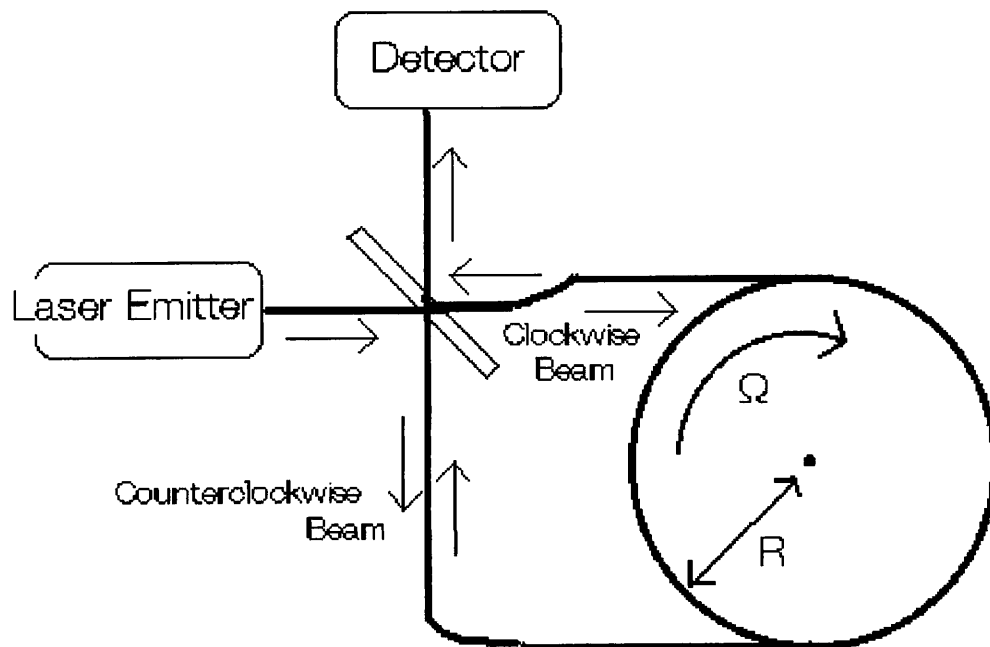 Detector
Laser Emitter
Clockwise
Beam
Ω
Counterclockwise
Beam
R